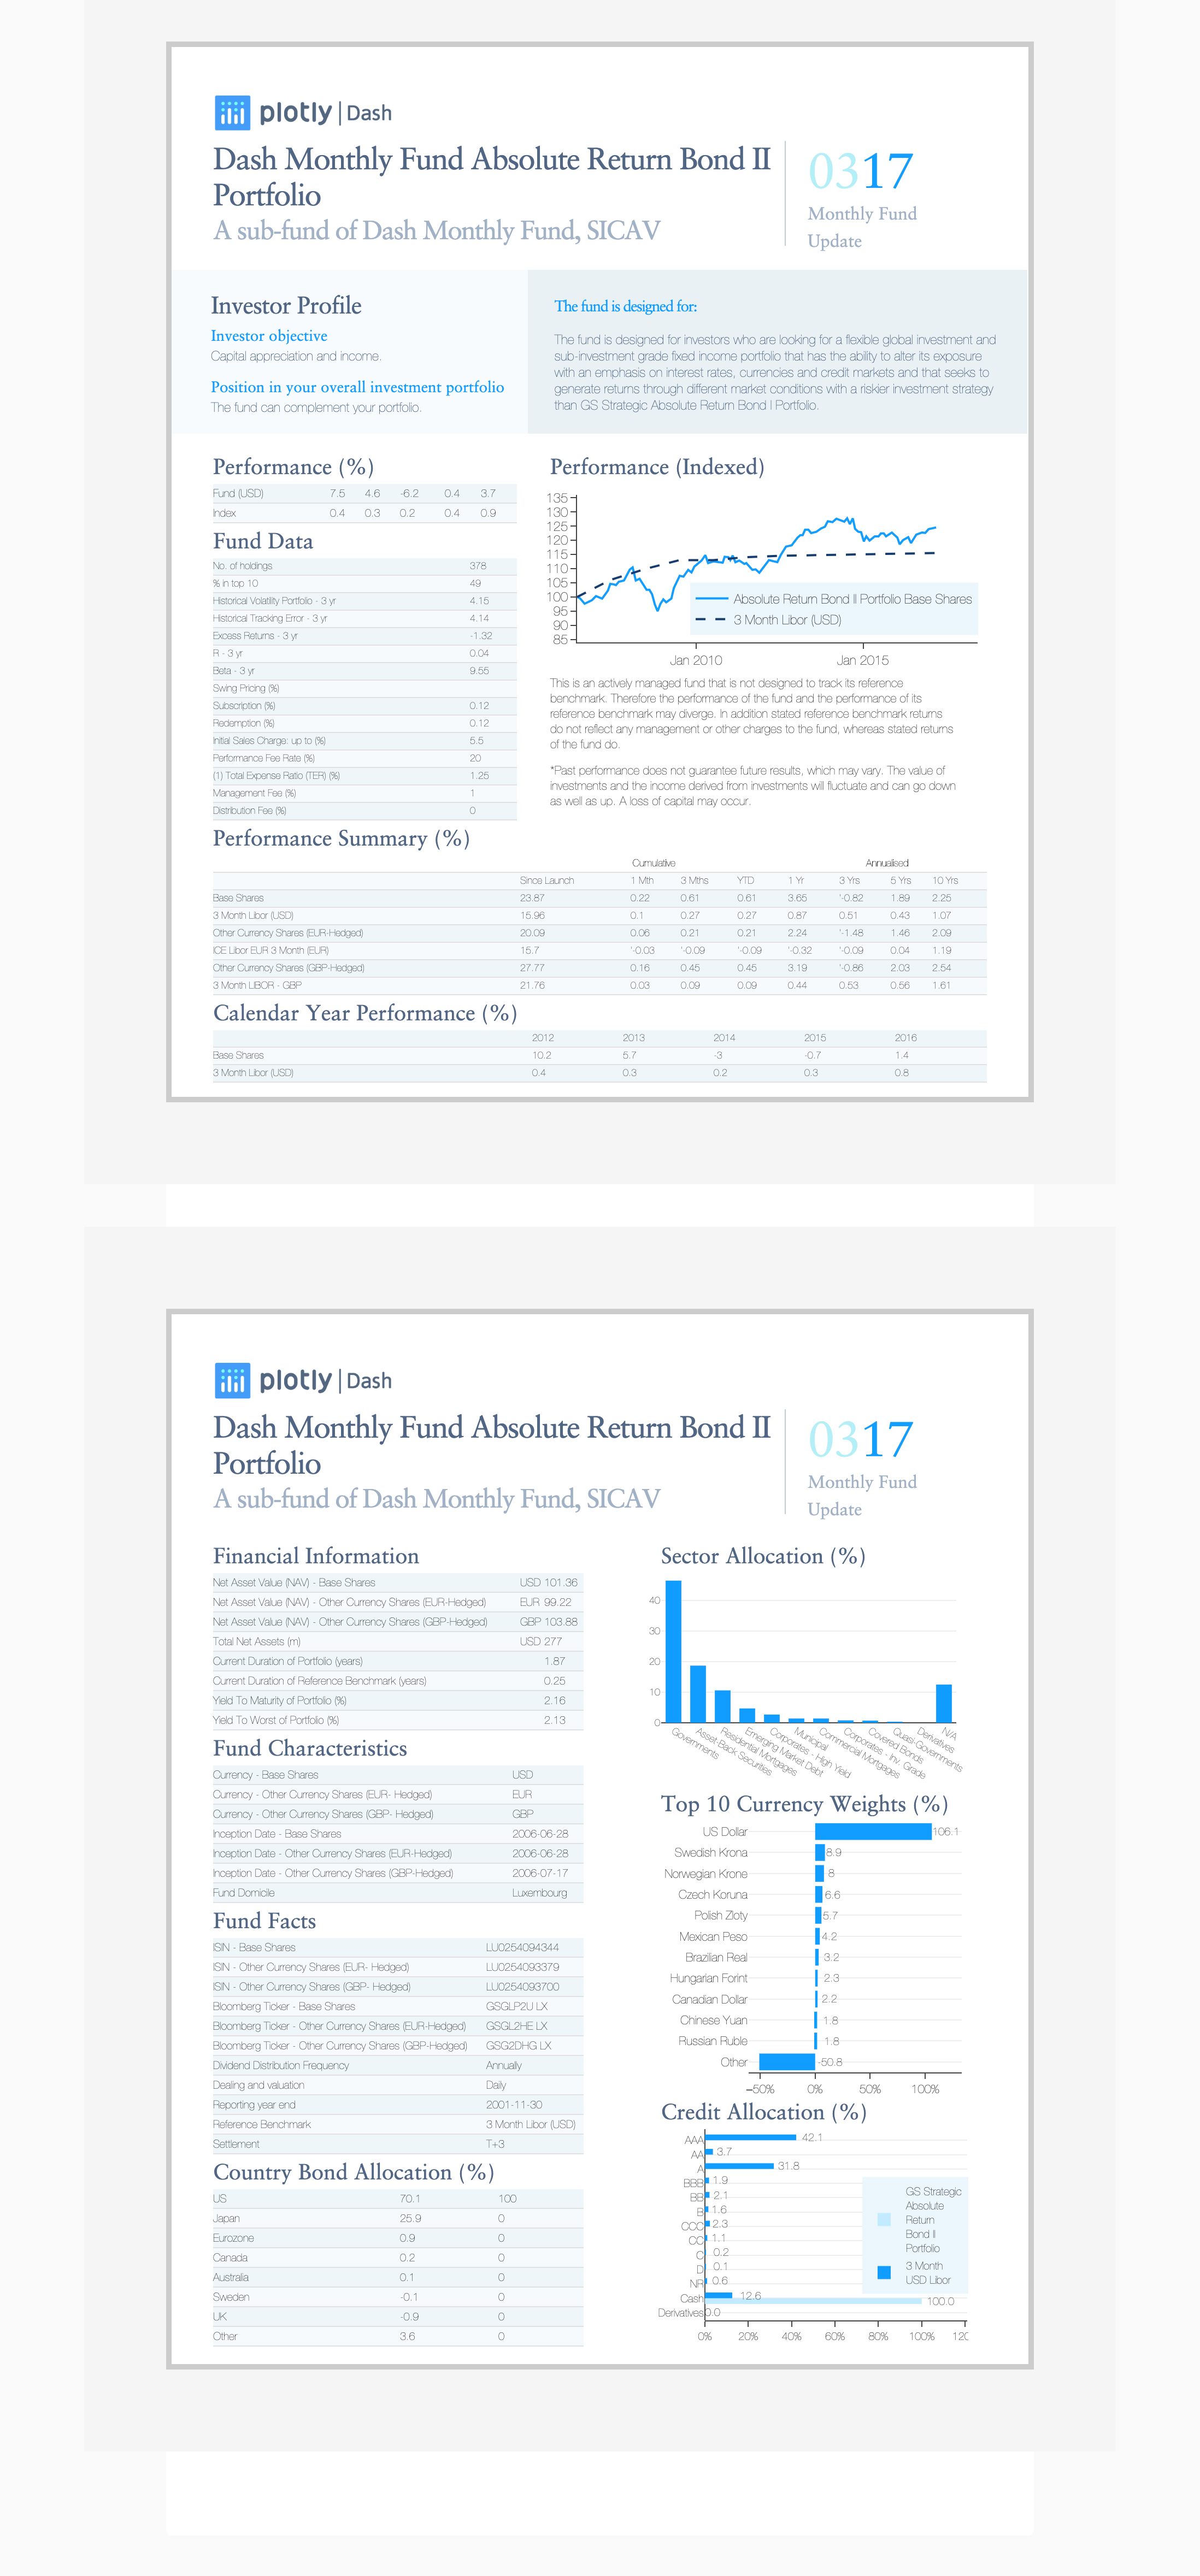 plotly | Dash
Dash Monthly Fund Absolute Return Bond II
Portfolio
A sub-fund of Dash Monthly Fund, SICAV
0317
Monthly Fund
Update
Investor Profile
Investor objective
Capital appreciation and income.
Position in your overall investment portfolio
The fund can complement your portfolio.
The fund is designed for:
The fund is designed for investors who are looking for a flexible global investment and
sub-investment grade fixed income portfolio that has the ability to alter its exposure
with an emphasis on interest rates, currencies and credit markets and that seeks to
generate returns through different market conditions with a riskier investment strategy
than GS Strategic Absolute Return Bond I Portfolio.
Performance (%)
Fund (USD) 7.5 4.6 -6.2 0.4 3.7
Index 0.4 0.3 0.2 0.4 0.9
Fund Data
No. of holdings 378
% in top 10 49
Historical Volatility Portfolio - 3 yr 4.15
Historical Tracking Error - 3 yr 4.14
Excess Returns - 3 yr -1.32
R - 3 yr 0.04
Beta - 3 yr 9.55
Swing Pricing (%)
Subscription (%) 0.12
Redemption (%) 0.12
Initial Sales Charge: up to (%) 5.5
Performance Fee Rate (%) 20
(1) Total Expense Ratio (TER) (%) 1.25
Management Fee (%) 1
Distribution Fee (%) 0
Performance (Indexed)
135
130
125
120
115
110
105
100
95
90
85
Absolute Return Bond II Portfolio Base Shares
3 Month Libor (USD)
Jan 2010 Jan 2015
This is an actively managed fund that is not designed to track its reference
benchmark. Therefore the performance of the fund and the performance of its
reference benchmark may diverge. In addition stated reference benchmark returns
do not reflect any management or other charges to the fund, whereas stated returns
of the fund do.
*Past performance does not guarantee future results, which may vary. The value of
investments and the income derived from investments will fluctuate and can go down
as well as up. A loss of capital may occur.
Performance Summary (%)
Cumulative Annualised
Since Launch 1 Mth 3 Mths YTD 1 Yr 3 Yrs 5 Yrs 10 Yrs
Base Shares 23.87 0.22 0.61 0.61 3.65 '-0.82 1.89 2.25
3 Month Libor (USD) 15.96 0.1 0.27 0.27 0.87 0.51 0.43 1.07
Other Currency Shares (EUR-Hedged) 20.09 0.06 0.21 0.21 2.24 '-1.48 1.46 2.09
ICE Libor EUR 3 Month (EUR) 15.7 '-0.03 '-0.09 '-0.09 '-0.32 '-0.09 0.04 1.19
Other Currency Shares (GBP-Hedged) 27.77 0.16 0.45 0.45 3.19 '-0.86 2.03 2.54
3 Month LIBOR - GBP 21.76 0.03 0.09 0.09 0.44 0.53 0.56 1.61
Calendar Year Performance (%)
2012 2013 2014 2015 2016
Base Shares 10.2 5.7 -3 -0.7 1.4
3 Month Libor (USD) 0.4 0.3 0.2 0.3 0.8
plotly | Dash
Dash Monthly Fund Absolute Return Bond II
Portfolio
A sub-fund of Dash Monthly Fund, SICAV
0317
Monthly Fund
Update
Financial Information
Net Asset Value (NAV) - Base Shares USD 101.36
Net Asset Value (NAV) - Other Currency Shares (EUR-Hedged) EUR 99.22
Net Asset Value (NAV) - Other Currency Shares (GBP-Hedged) GBP 103.88
Total Net Assets (m) USD 277
Current Duration of Portfolio (years) 1.87
Current Duration of Reference Benchmark (years) 0.25
Yield To Maturity of Portfolio (%) 2.16
Yield To Worst of Portfolio (%) 2.13
Fund Characteristics
Currency - Base Shares USD
Currency - Other Currency Shares (EUR- Hedged) EUR
Currency - Other Currency Shares (GBP- Hedged) GBP
Inception Date - Base Shares 2006-06-28
Inception Date - Other Currency Shares (EUR-Hedged) 2006-06-28
Inception Date - Other Currency Shares (GBP-Hedged) 2006-07-17
Fund Domicile Luxembourg
Fund Facts
ISIN - Base Shares LU0254094344
ISIN - Other Currency Shares (EUR- Hedged) LU0254093379
ISIN - Other Currency Shares (GBP- Hedged) LU0254093700
Bloomberg Ticker - Base Shares GSGLP2U LX
Bloomberg Ticker - Other Currency Shares (EUR-Hedged) GSGL2HE LX
Bloomberg Ticker - Other Currency Shares (GBP-Hedged) GSG2DHG LX
Dividend Distribution Frequency Annually
Dealing and valuation Daily
Reporting year end 2001-11-30
Reference Benchmark 3 Month Libor (USD)
Settlement T+3
Country Bond Allocation (%)
US 70.1 100
Japan 25.9 0
Eurozone 0.9 0
Canada 0.2 0
Australia 0.1 0
Sweden -0.1 0
UK -0.9 0
Other 3.6 0
Sector Allocation (%)
40
30
20
10
0
Governments
Asset-Back Securities
Residential Mortgages
Emerging Market Debt
Corporates - High Yield
Municipal
Commercial Mortgages
Corporates - Inv. Grade
Covered Bonds
Quasi-Governments
Derivatives
N/A
Top 10 Currency Weights (%)
US Dollar 106.1
Swedish Krona 8.9
Norwegian Krone 8
Czech Koruna 6.6
Polish Zloty 5.7
Mexican Peso 4.2
Brazilian Real 3.2
Hungarian Forint 2.3
Canadian Dollar 2.2
Chinese Yuan 1.8
Russian Ruble 1.8
Other -50.8
−50% 0% 50% 100%
Credit Allocation (%)
AAA 42.1
AA 3.7
A 31.8
BBB 1.9
BB 2.1
B 1.6
CCC 2.3
CC 1.1
C 0.2
D 0.1
NR 0.6
Cash 12.6
100.0
Derivatives 0.0
GS Strategic
Absolute
Return
Bond II
Portfolio
3 Month
USD Libor
0% 20% 40% 60% 80% 100% 120